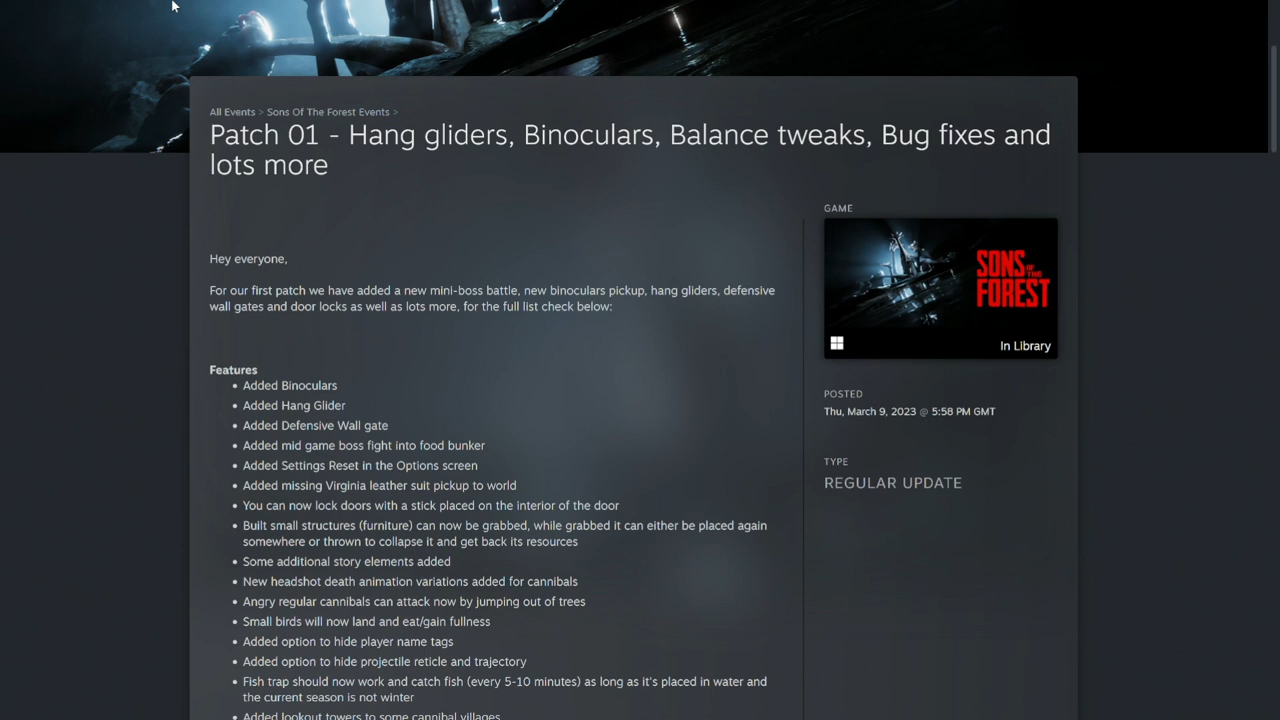 All Events > Sons Of The Forest Events >
Patch 01 - Hang gliders, Binoculars, Balance tweaks, Bug fixes and
lots more
Hey everyone,
For our first patch we have added a new mini-boss battle, new binoculars pickup, hang gliders, defensive
wall gates and door locks as well as lots more, for the full list check below:
Features
• Added Binoculars
• Added Hang Glider
• Added Defensive Wall gate
• Added mid game boss fight into food bunker
• Added Settings Reset in the Options screen
• Added missing Virginia leather suit pickup to world
• You can now lock doors with a stick placed on the interior of the door
• Built small structures (furniture) can now be grabbed, while grabbed it can either be placed again
somewhere or thrown to collapse it and get back its resources
• Some additional story elements added
• New headshot death animation variations added for cannibals
• Angry regular cannibals can attack now by jumping out of trees
• Small birds will now land and eat/gain fullness
• Added option to hide player name tags
• Added option to hide projectile reticle and trajectory
• Fish trap should now work and catch fish (every 5-10 minutes) as long as it's placed in water and
the current season is not winter
• Added lookout towers to some cannibal villages
GAME
SONS OF THE FOREST
In Library
POSTED
Thu, March 9, 2023 @ 5:58 PM GMT
TYPE
REGULAR UPDATE